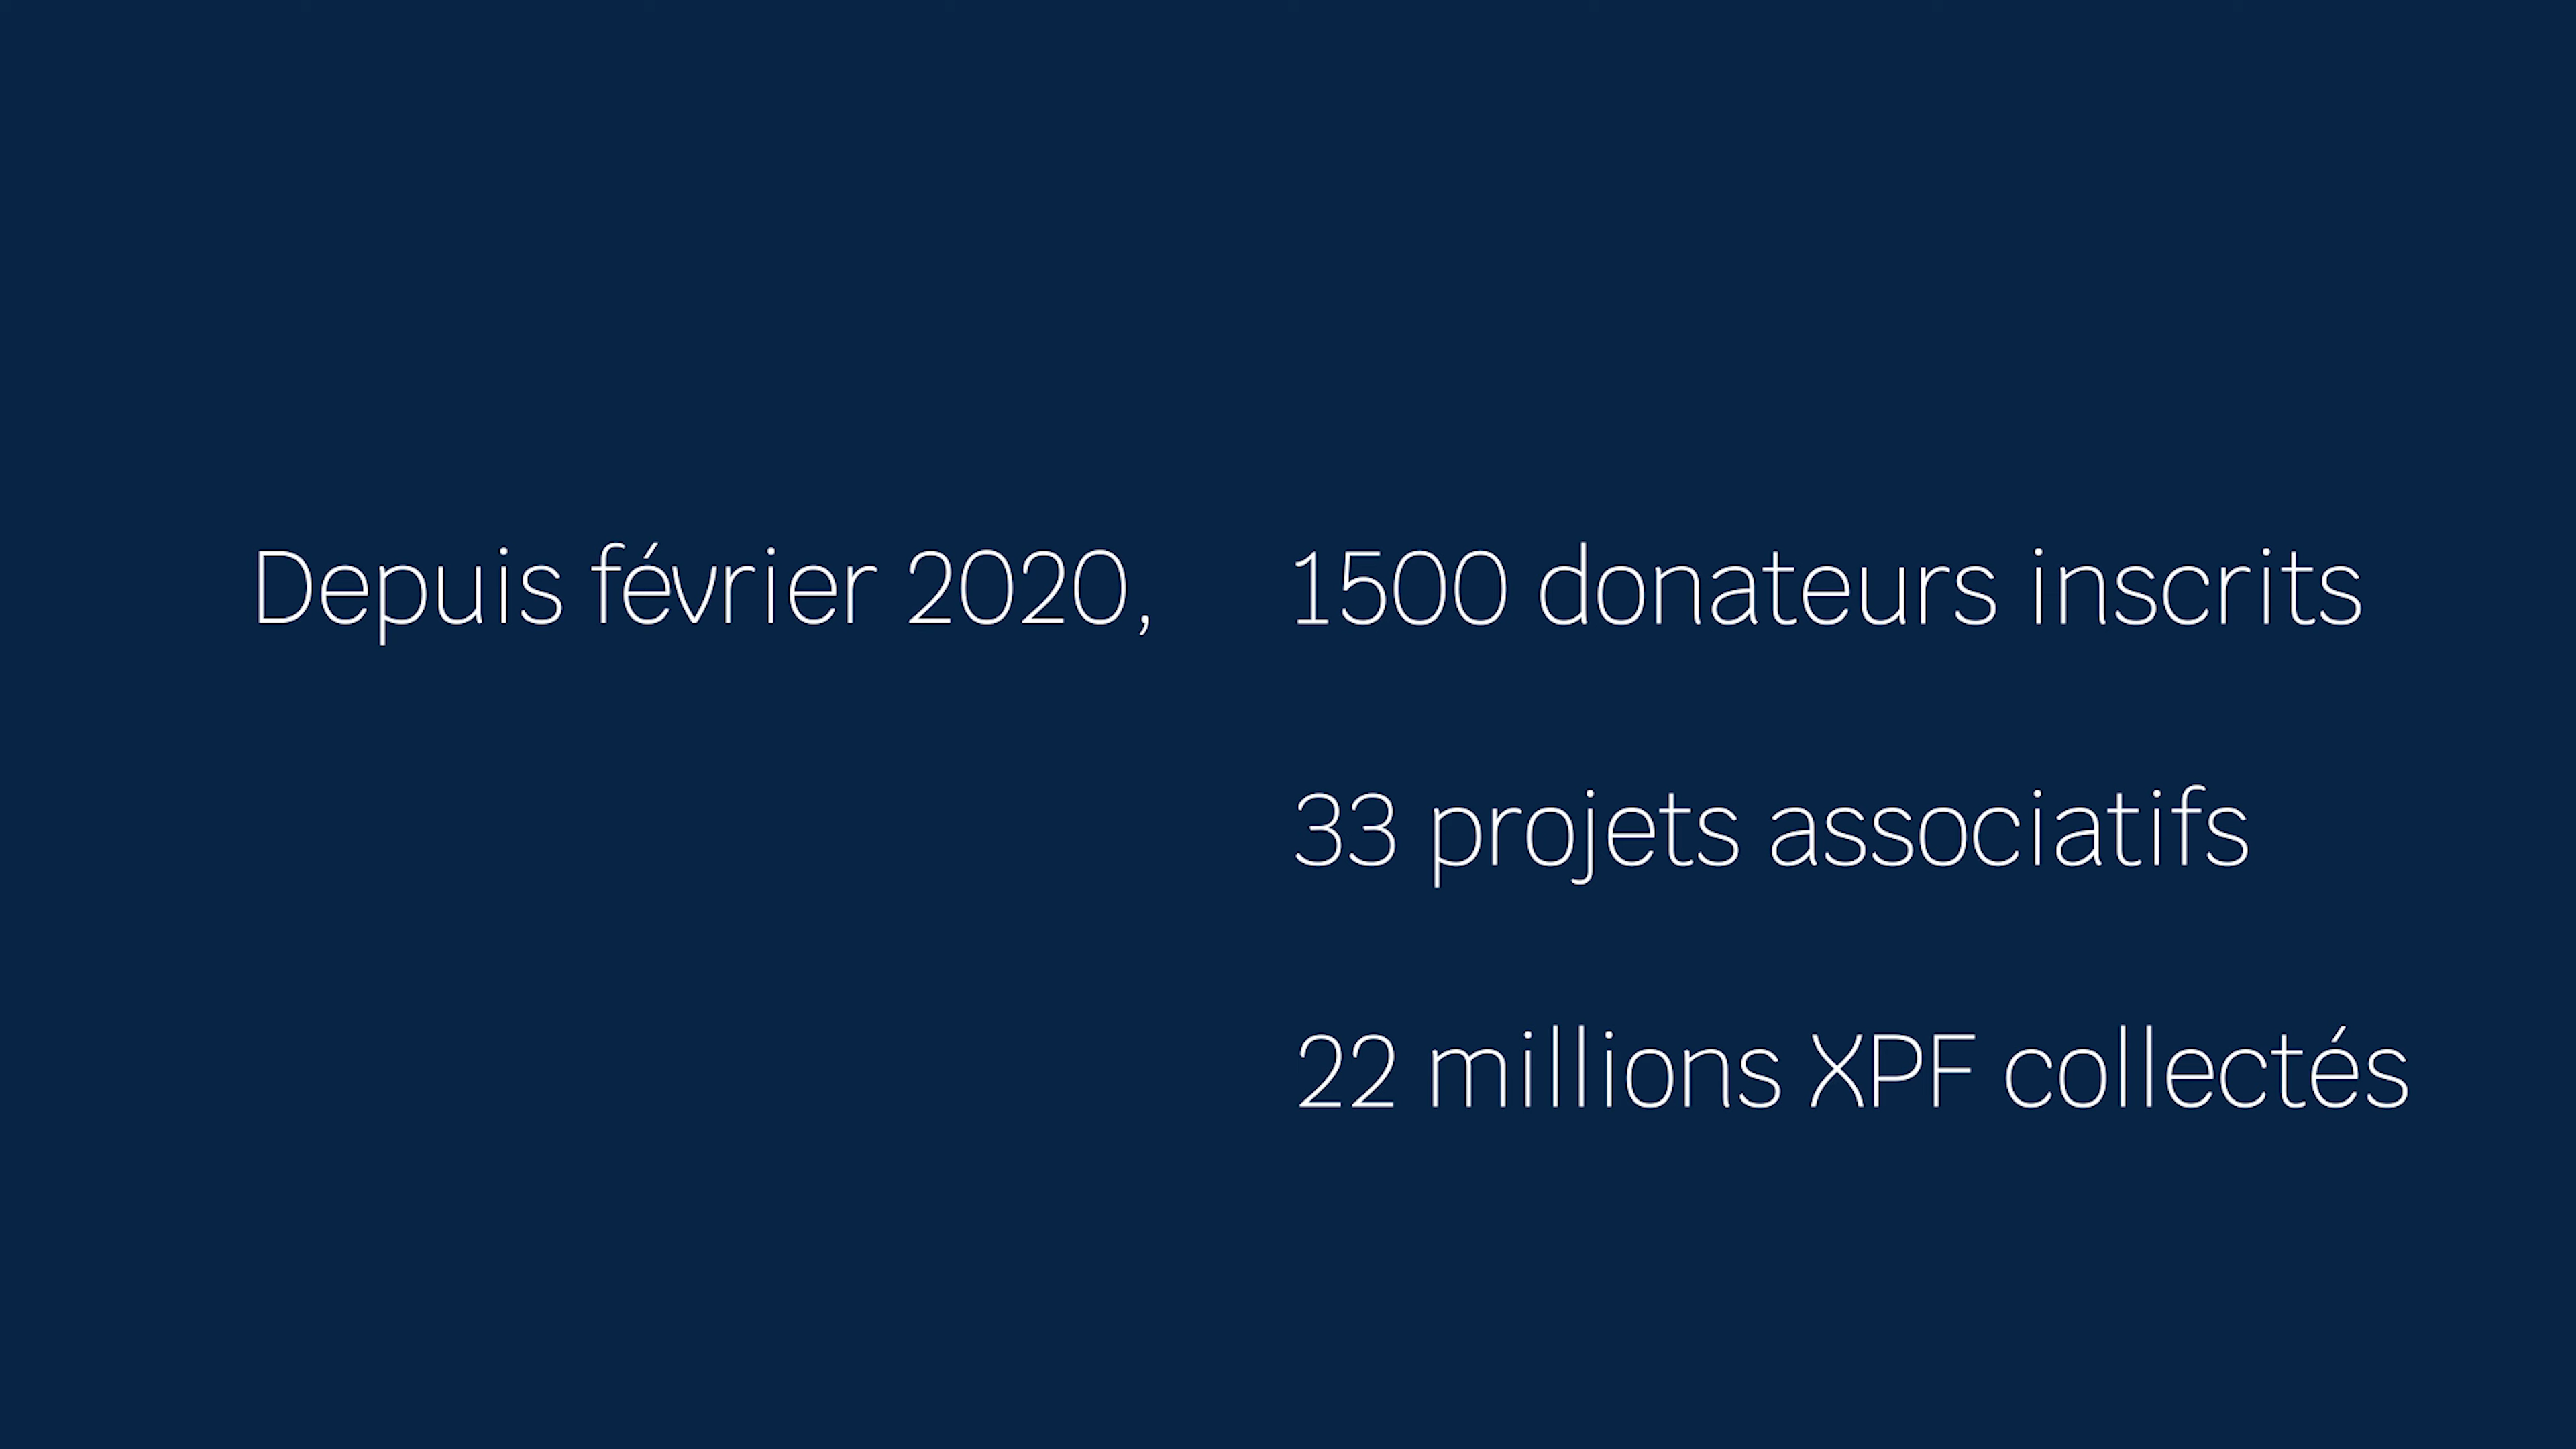 Depuis février 2020, 1500 donateurs inscrits
33 projets associatifs
22 millions XPF collectés